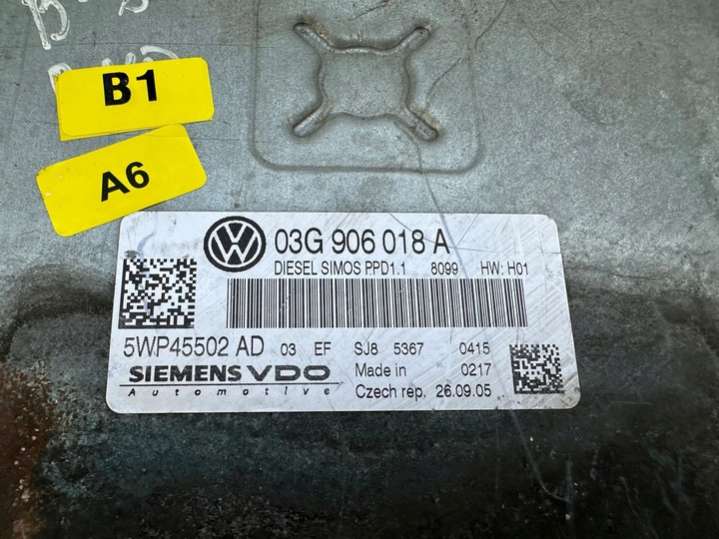 B1
A6
03G 906 018 A
DIESEL SIMOS PPD1.1 8099 HW: H01
5WP45502 AD 03 EF SJ8 5367 0415
SIEMENS VDO Made in 0217
Automotive Czech rep. 26.09.05